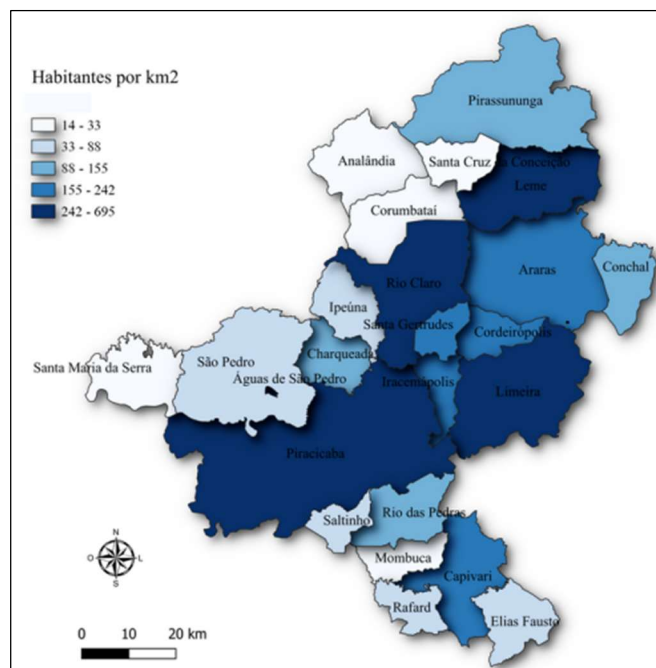 Habitantes por km2
14 - 33
33 - 88
88 - 155
155 - 242
242 - 695
Pirassununga
Analândia
Santa Cruz da Conceição
Leme
Corumbataí
Rio Claro
Araras
Conchal
Ipeúna
Santa Gertrudes
Cordeirópolis
Charqueada
São Pedro
Santa Maria da Serra
Águas de São Pedro
Iracemápolis
Limeira
Piracicaba
Saltinho
Rio das Pedras
Mombuca
Capivari
Rafard
Elias Fausto
N
O
L
S
0 10 20 km